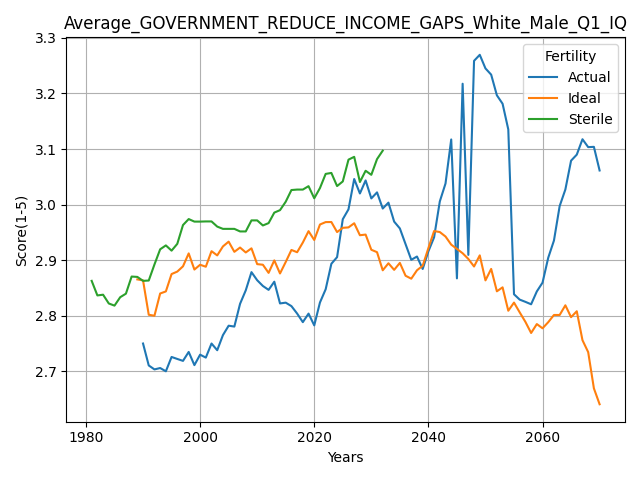 Average_GOVERNMENT_REDUCE_INCOME_GAPS_White_Male_Q1_IQ
Fertility
Actual
Ideal
Sterile
Score(1-5)
3.3
3.2
3.1
3.0
2.9
2.8
2.7
1980
2000
2020
2040
2060
Years